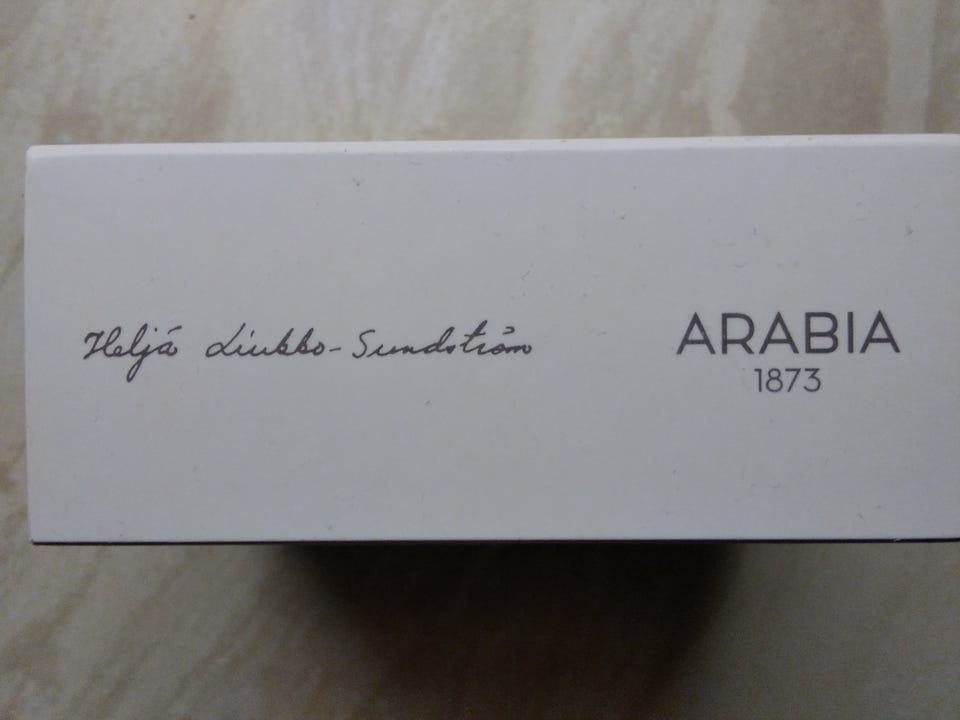 Heljä Liukko-Sundström
ARABIA
1873